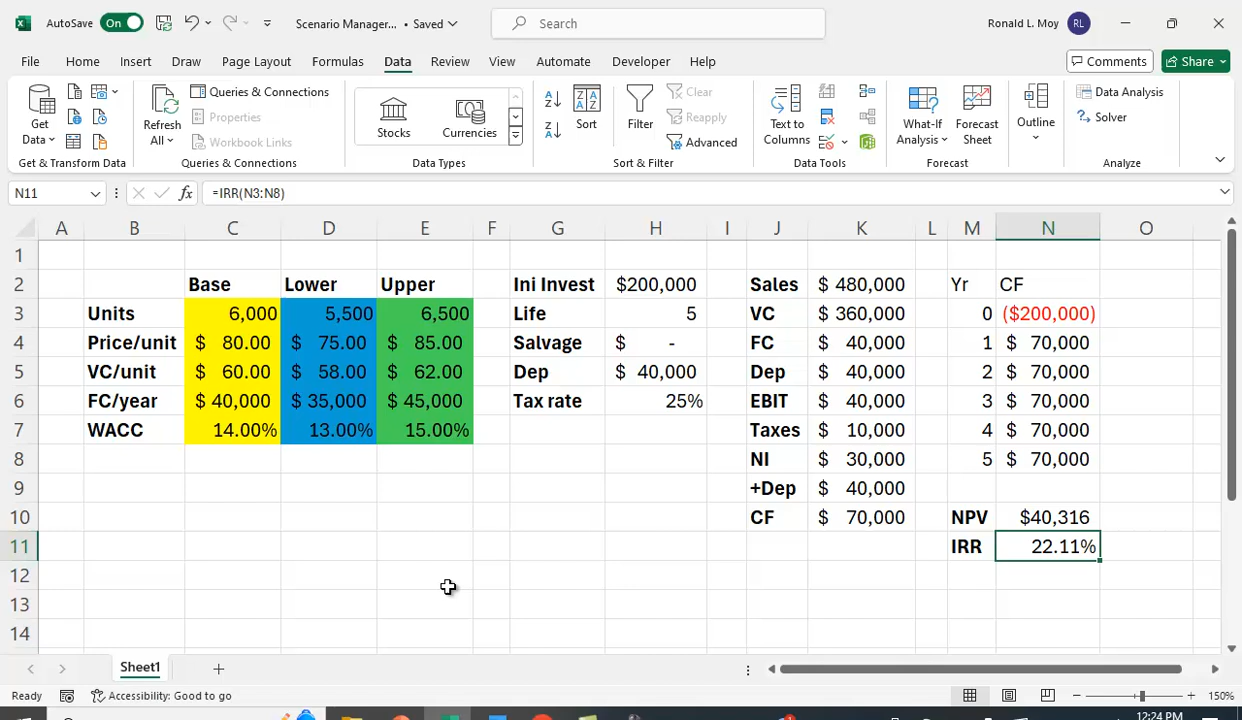 AutoSave On Scenario Manager... • Saved Search Ronald L. Moy RL
File Home Insert Draw Page Layout Formulas Data Review View Automate Developer Help Comments Share
Get Data Refresh All Queries & Connections Properties Workbook Links Stocks Currencies Sort Filter Clear Reapply Advanced Text to Columns What-If Analysis Forecast Sheet Outline Data Analysis Solver
Get & Transform Data Queries & Connections Data Types Sort & Filter Data Tools Forecast Analyze
N11 fx =IRR(N3:N8)
A B C D E F G H I J K L M N O
1
2 Base Lower Upper Ini Invest $200,000 Sales $ 480,000 Yr CF
3 Units 6,000 5,500 6,500 Life 5 VC $ 360,000 0 ($200,000)
4 Price/unit $ 80.00 $ 75.00 $ 85.00 Salvage $ - FC $ 40,000 1 $ 70,000
5 VC/unit $ 60.00 $ 58.00 $ 62.00 Dep $ 40,000 Dep $ 40,000 2 $ 70,000
6 FC/year $ 40,000 $ 35,000 $ 45,000 Tax rate 25% EBIT $ 40,000 3 $ 70,000
7 WACC 14.00% 13.00% 15.00% Taxes $ 10,000 4 $ 70,000
8 NI $ 30,000 5 $ 70,000
9 +Dep $ 40,000
10 CF $ 70,000 NPV $40,316
11 IRR 22.11%
12
13
14
Sheet1
Ready Accessibility: Good to go 150%
12:24 PM